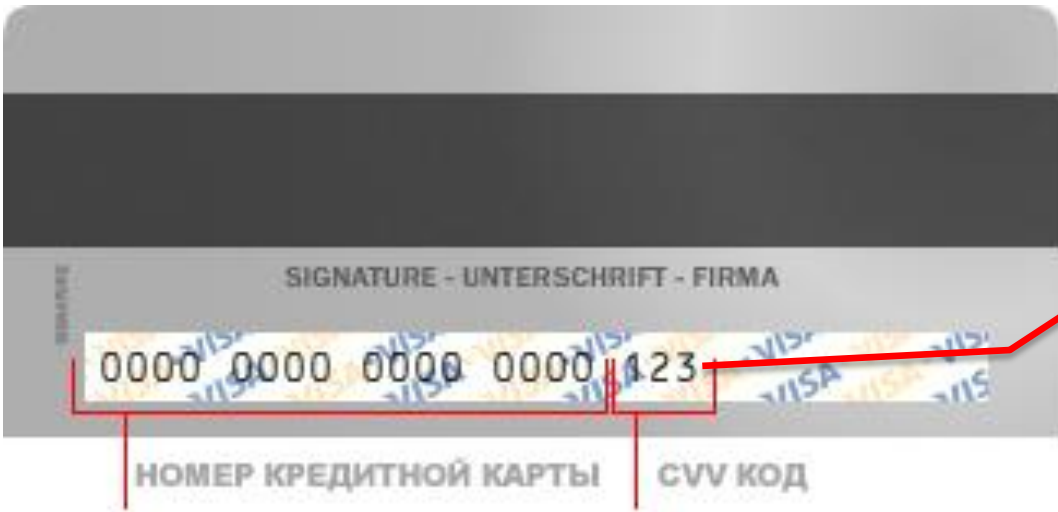 SIGNATURE - UNTERSCHRIFT - FIRMA
0000 0000 0000 0000 123
НОМЕР КРЕДИТНОЙ КАРТЫ CVV КОД